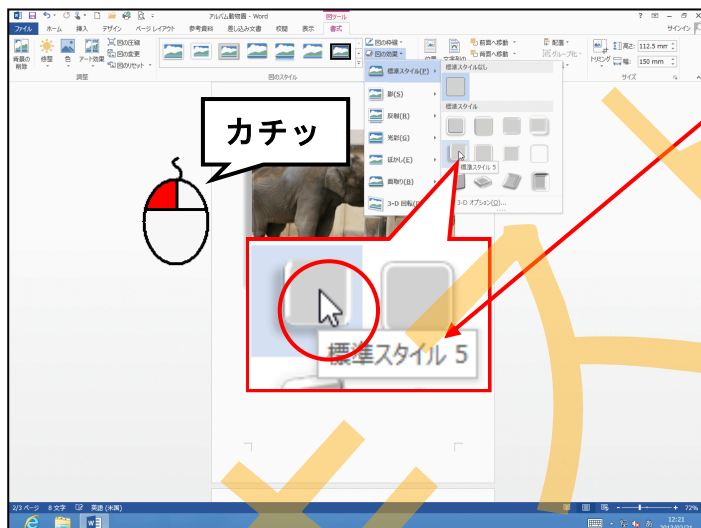 アルバム動物園 - Word
図ツール
サインイン
ファイル ホーム 挿入 デザイン ページ レイアウト 参考資料 差し込み文書 校閲 表示 書式
背景の
削除
修整
色
アート効果
図の圧縮
図の変更
図のリセット
調整
図のスタイル
図の枠線
図の効果
前面へ移動
背面へ移動
配置
グループ化
トリミング
高さ: 112.5 mm
幅: 150 mm
サイズ
標準スタイル(P)
影(S)
反射(R)
光彩(G)
ぼかし(E)
面取り(B)
3-D 回転
標準スタイルなし
標準スタイル
標準スタイル 5
3-D オプション(O)...
カチッ
標準スタイル 5
2/3 ページ 8 文字 英語 (米国)
72%
12:21